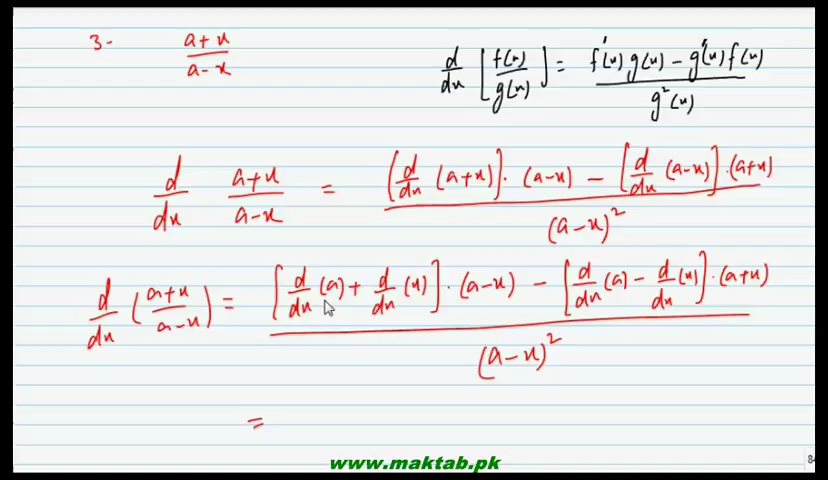 3- (a+x)/(a-x)
d/dx [f(x)/g(x)] = (f'(x) g(x) - g'(x) f(x))/(g²(x))
d/dx (a+x)/(a-x) = ([d/dx (a+x)] · (a-x) - [d/dx (a-x)] · (a+x))/((a-x)²)
d/dx ((a+x)/(a-x)) = ([d/dx (a) + d/dx (x)] · (a-x) - [d/dx (a) - d/dx (x)] · (a+x))/((a-x)²)
=
www.maktab.pk